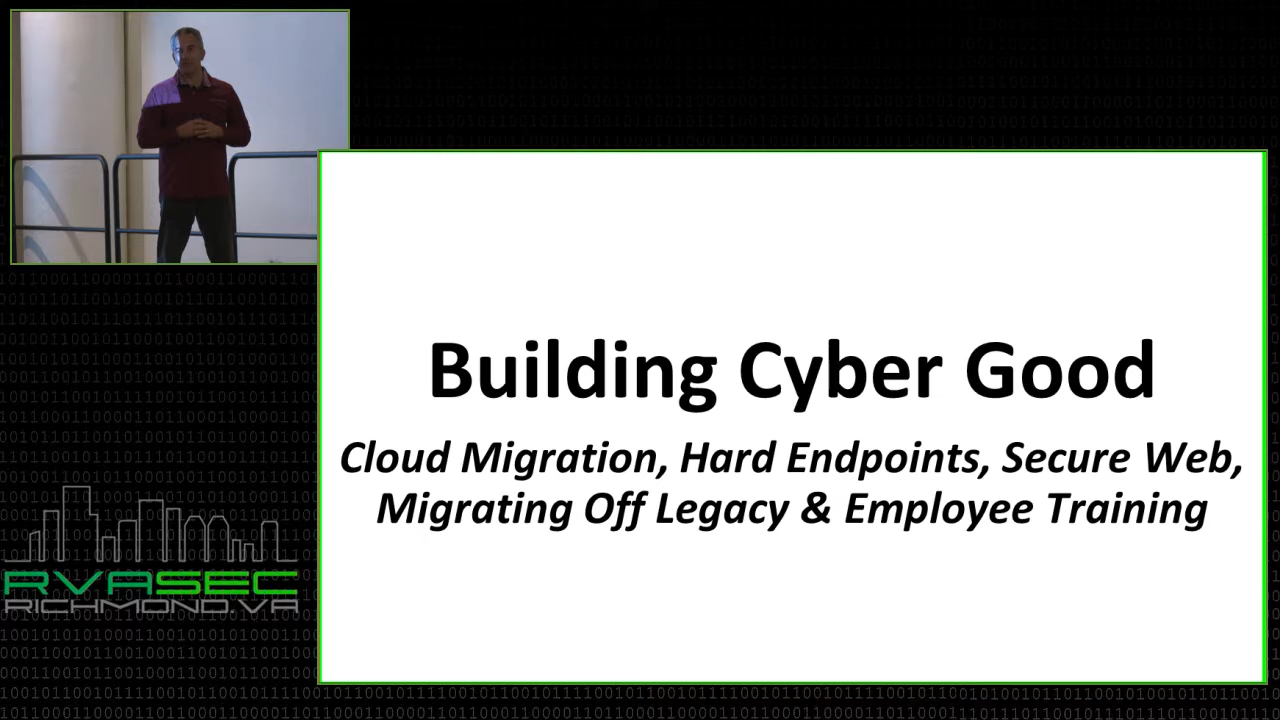 Building Cyber Good
Cloud Migration, Hard Endpoints, Secure Web,
Migrating Off Legacy & Employee Training
RVASEC
RICHMOND.VA